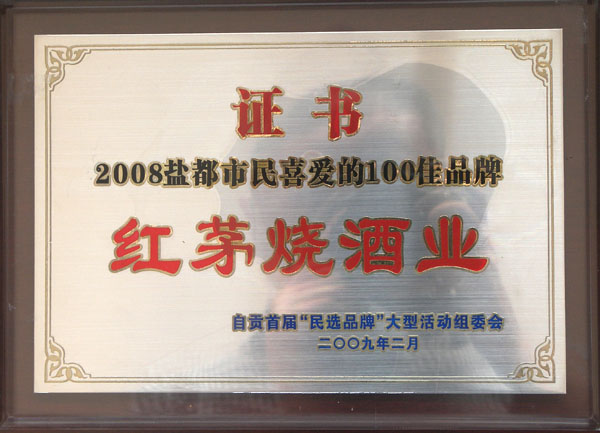 证书
2008盐都市民喜爱的100佳品牌
红茅烧酒业
自贡首届“民选品牌”大型活动组委会
二〇〇九年二月